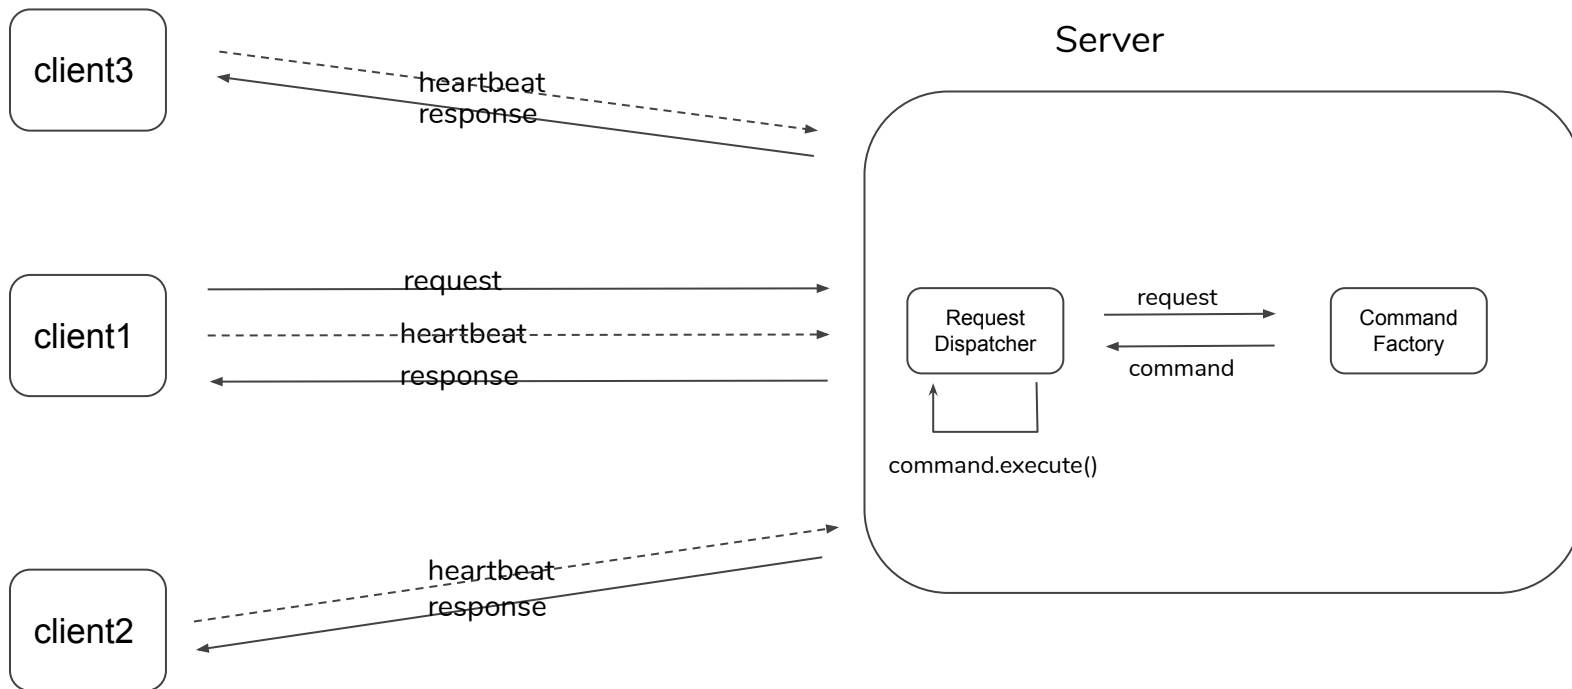 Server
client3
heartbeat
response
client1
request
heartbeat
response
Request
Dispatcher
request
command
Command
Factory
command.execute()
client2
heartbeat
response